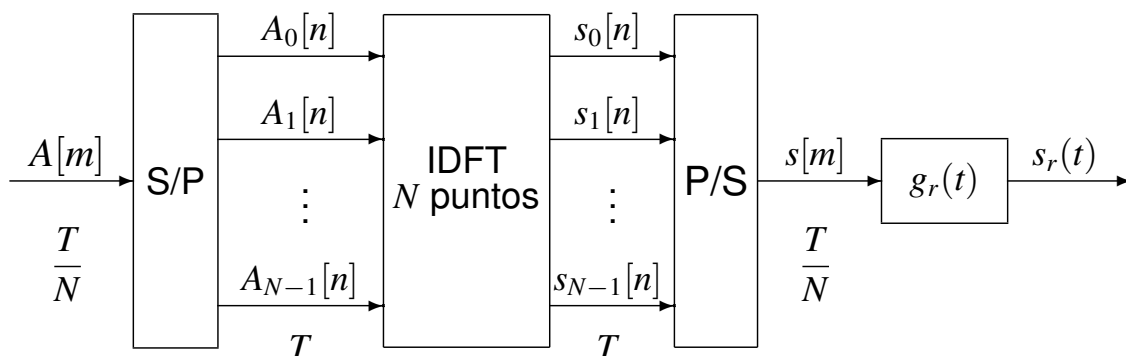 A[m]
T/N
S/P
A_0[n]
A_1[n]
⋮
A_{N−1}[n]
T
IDFT
N puntos
s_0[n]
s_1[n]
⋮
s_{N−1}[n]
T
P/S
s[m]
T/N
g_r(t)
s_r(t)